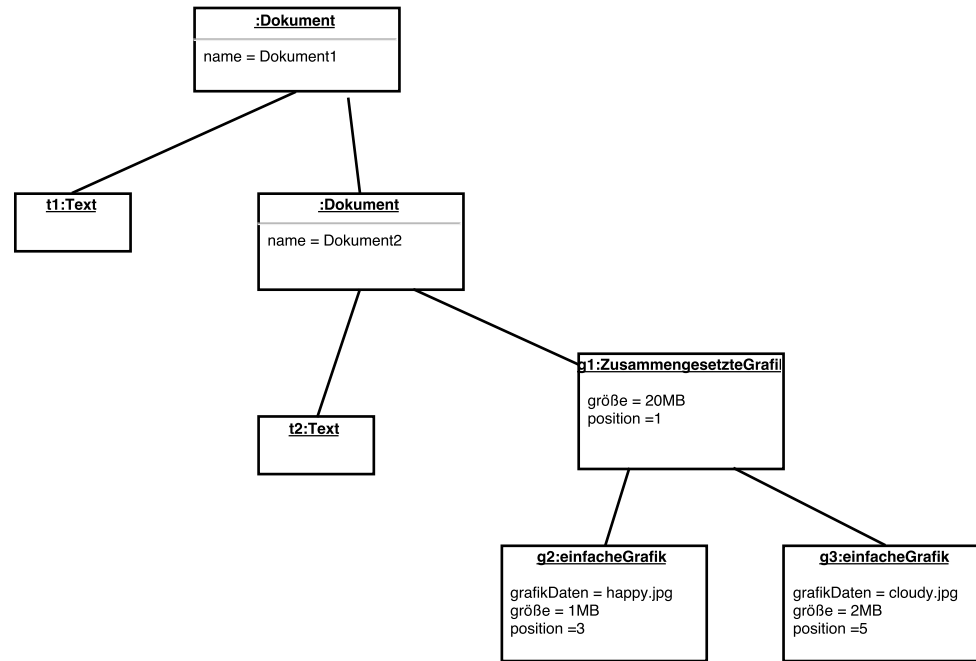 :Dokument
name = Dokument1
t1:Text
:Dokument
name = Dokument2
g1:ZusammengesetzteGrafi
größe = 20MB
position =1
t2:Text
g2:einfacheGrafik
grafikDaten = happy.jpg
größe = 1MB
position =3
g3:einfacheGrafik
grafikDaten = cloudy.jpg
größe = 2MB
position =5